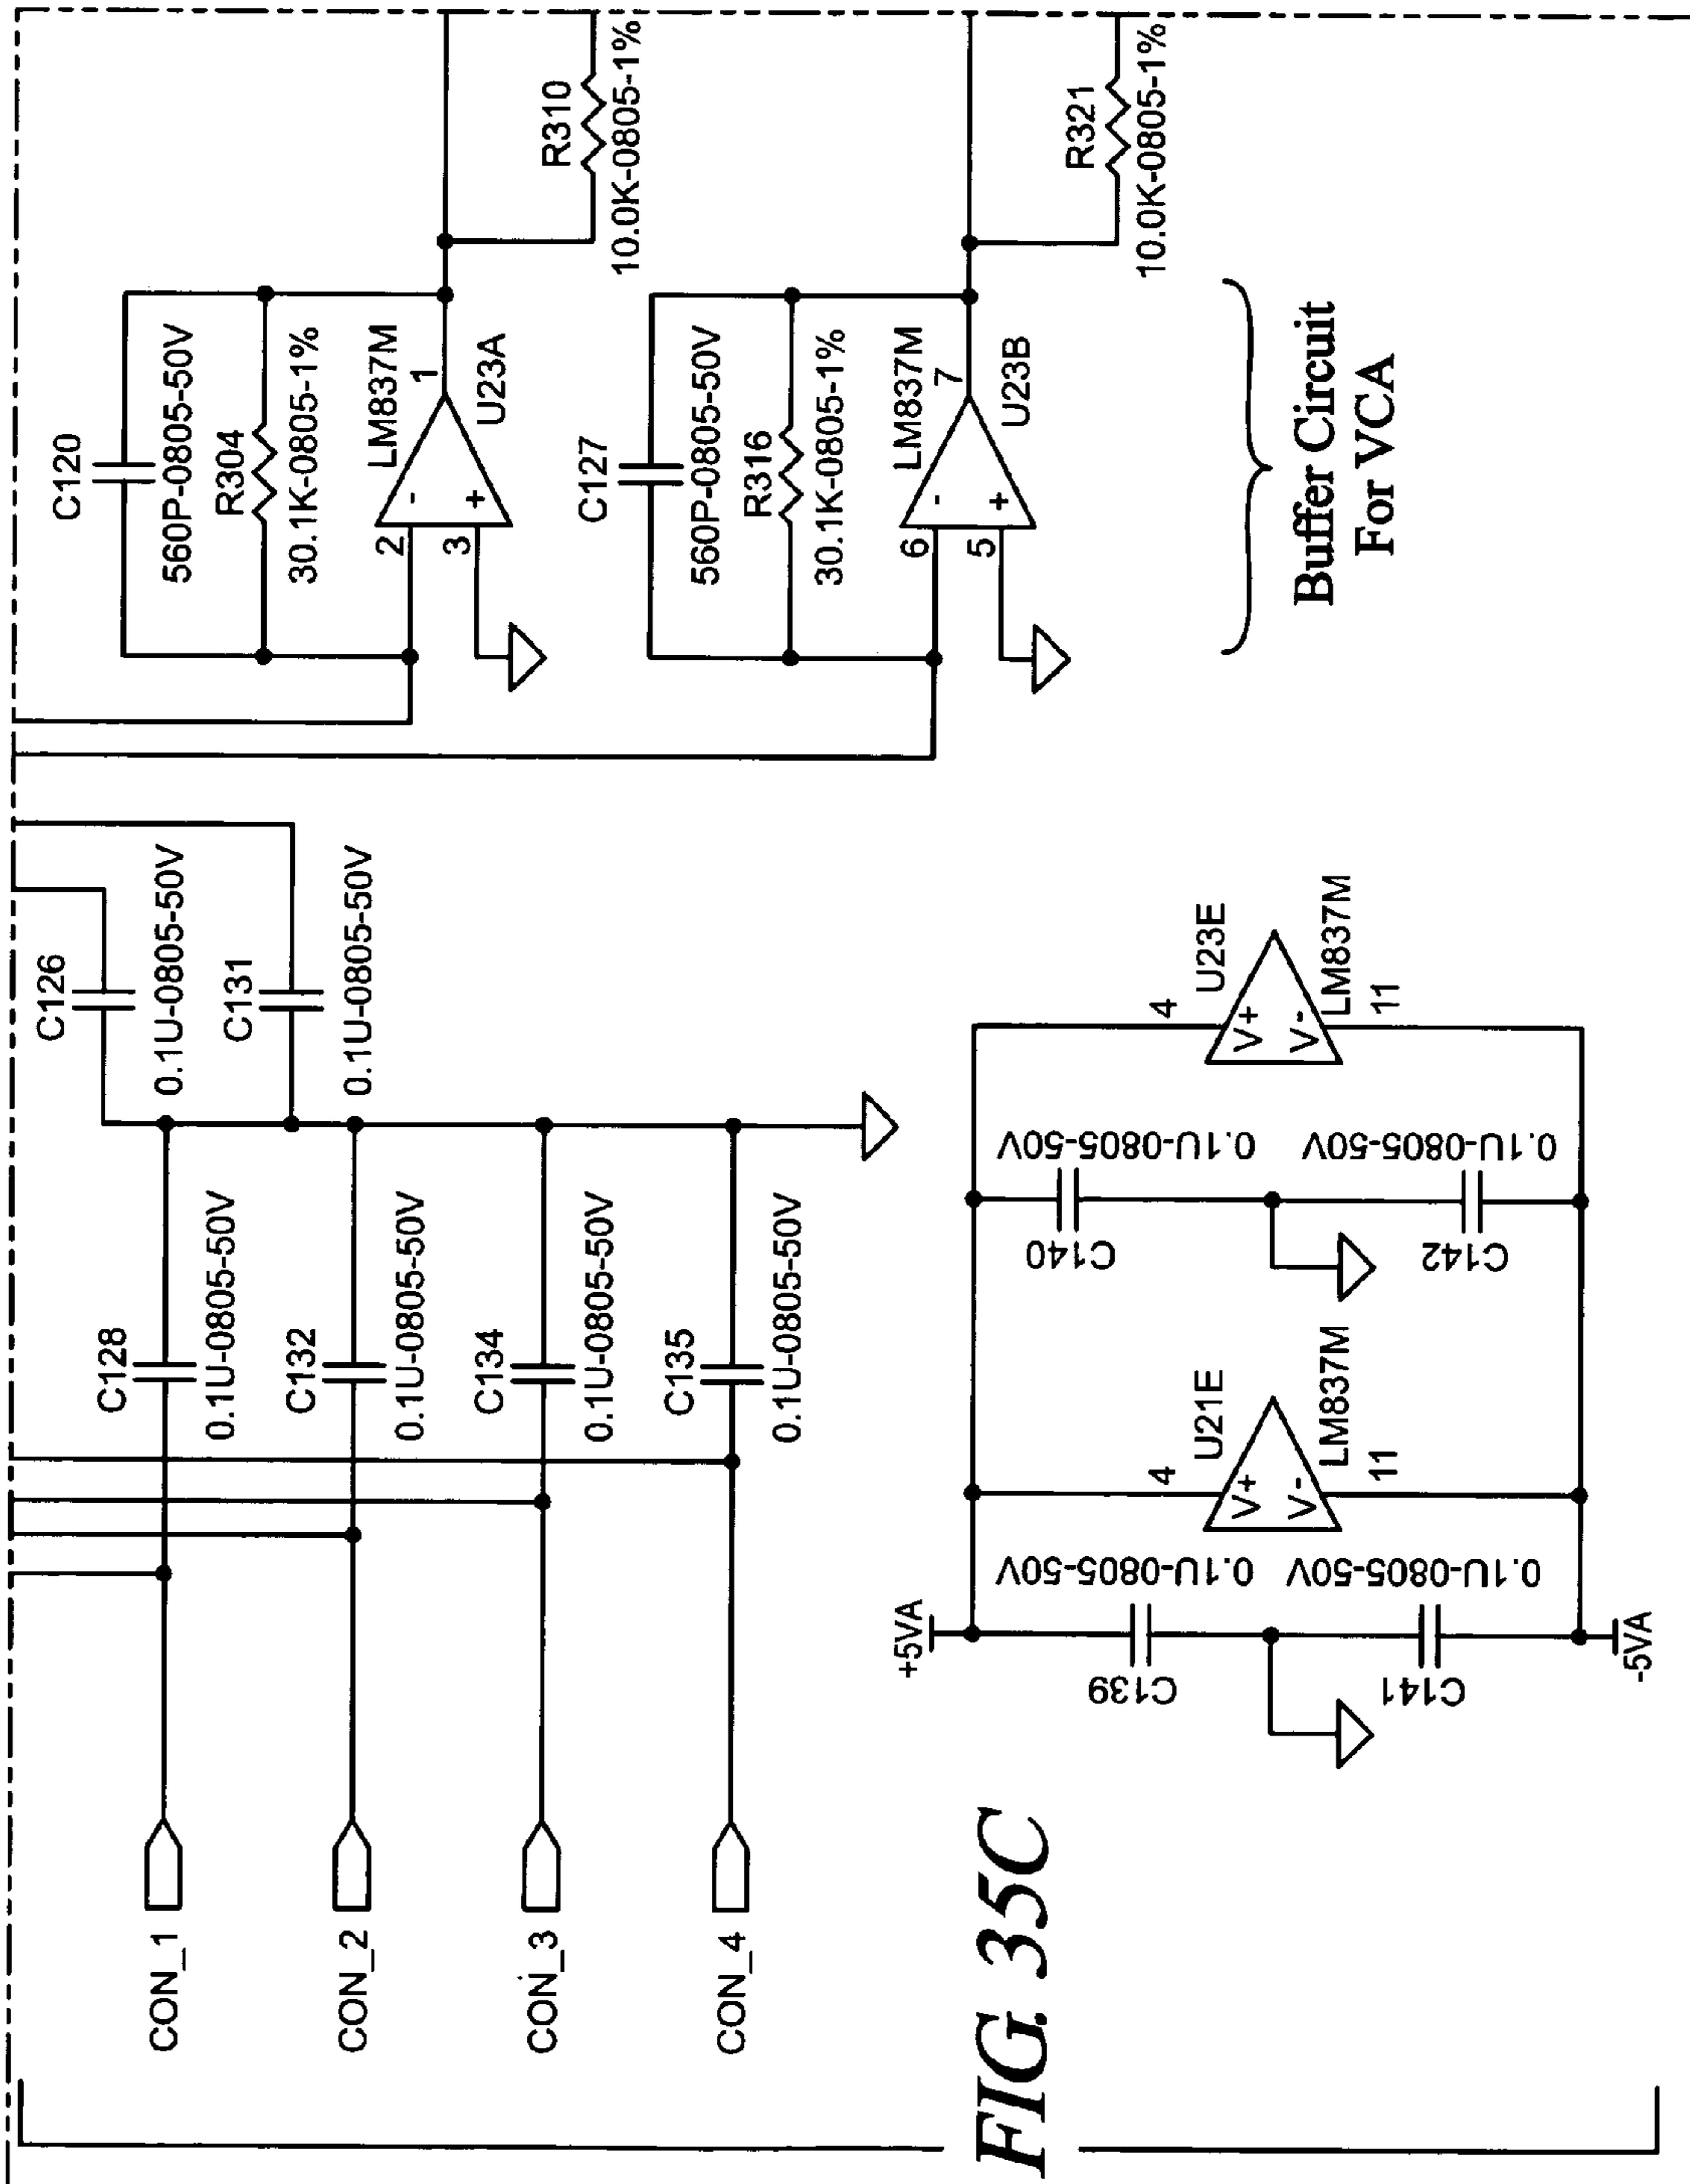 CON_1
CON_2
CON_3
CON_4
C128
0.1U-0805-50V
C132
0.1U-0805-50V
C134
0.1U-0805-50V
C135
0.1U-0805-50V
C126
0.1U-0805-50V
C131
0.1U-0805-50V
C120
560P-0805-50V
R304
30.1K-0805-1%
LM837M
2
3
-
+
1
U23A
R310
10.0K-0805-1%
C127
560P-0805-50V
R316
30.1K-0805-1%
LM837M
6
5
-
+
7
U23B
R321
10.0K-0805-1%
Buffer Circuit
For VCA
+5VA
C139
0.1U-0805-50V
C141
0.1U-0805-50V
-5VA
4
U21E
V+
V-
LM837M
11
C140
0.1U-0805-50V
C142
0.1U-0805-50V
4
U23E
V+
V-
LM837M
11
FIG. 35C